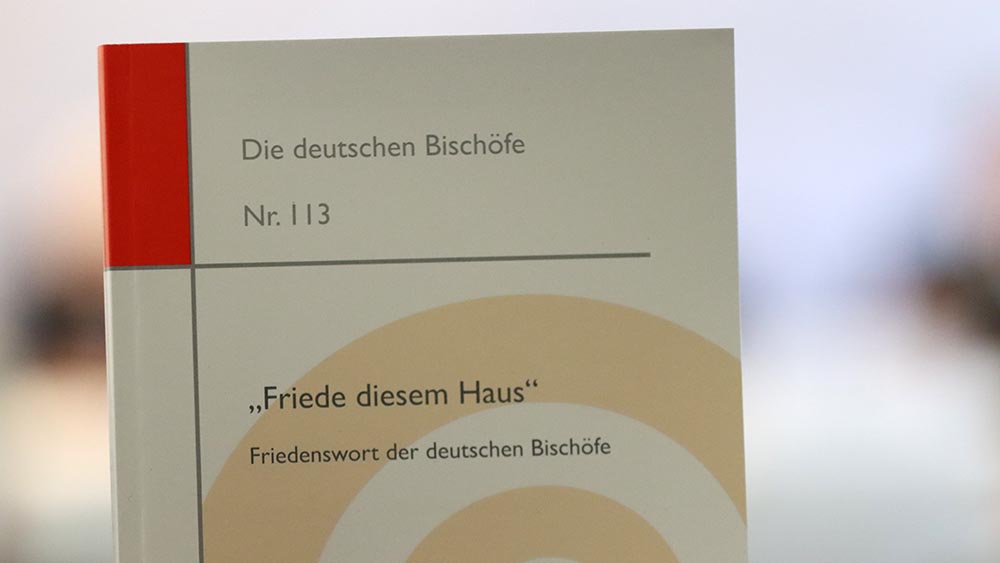 Die deutschen Bischöfe
Nr. 113
„Friede diesem Haus“
Friedenswort der deutschen Bischöfe